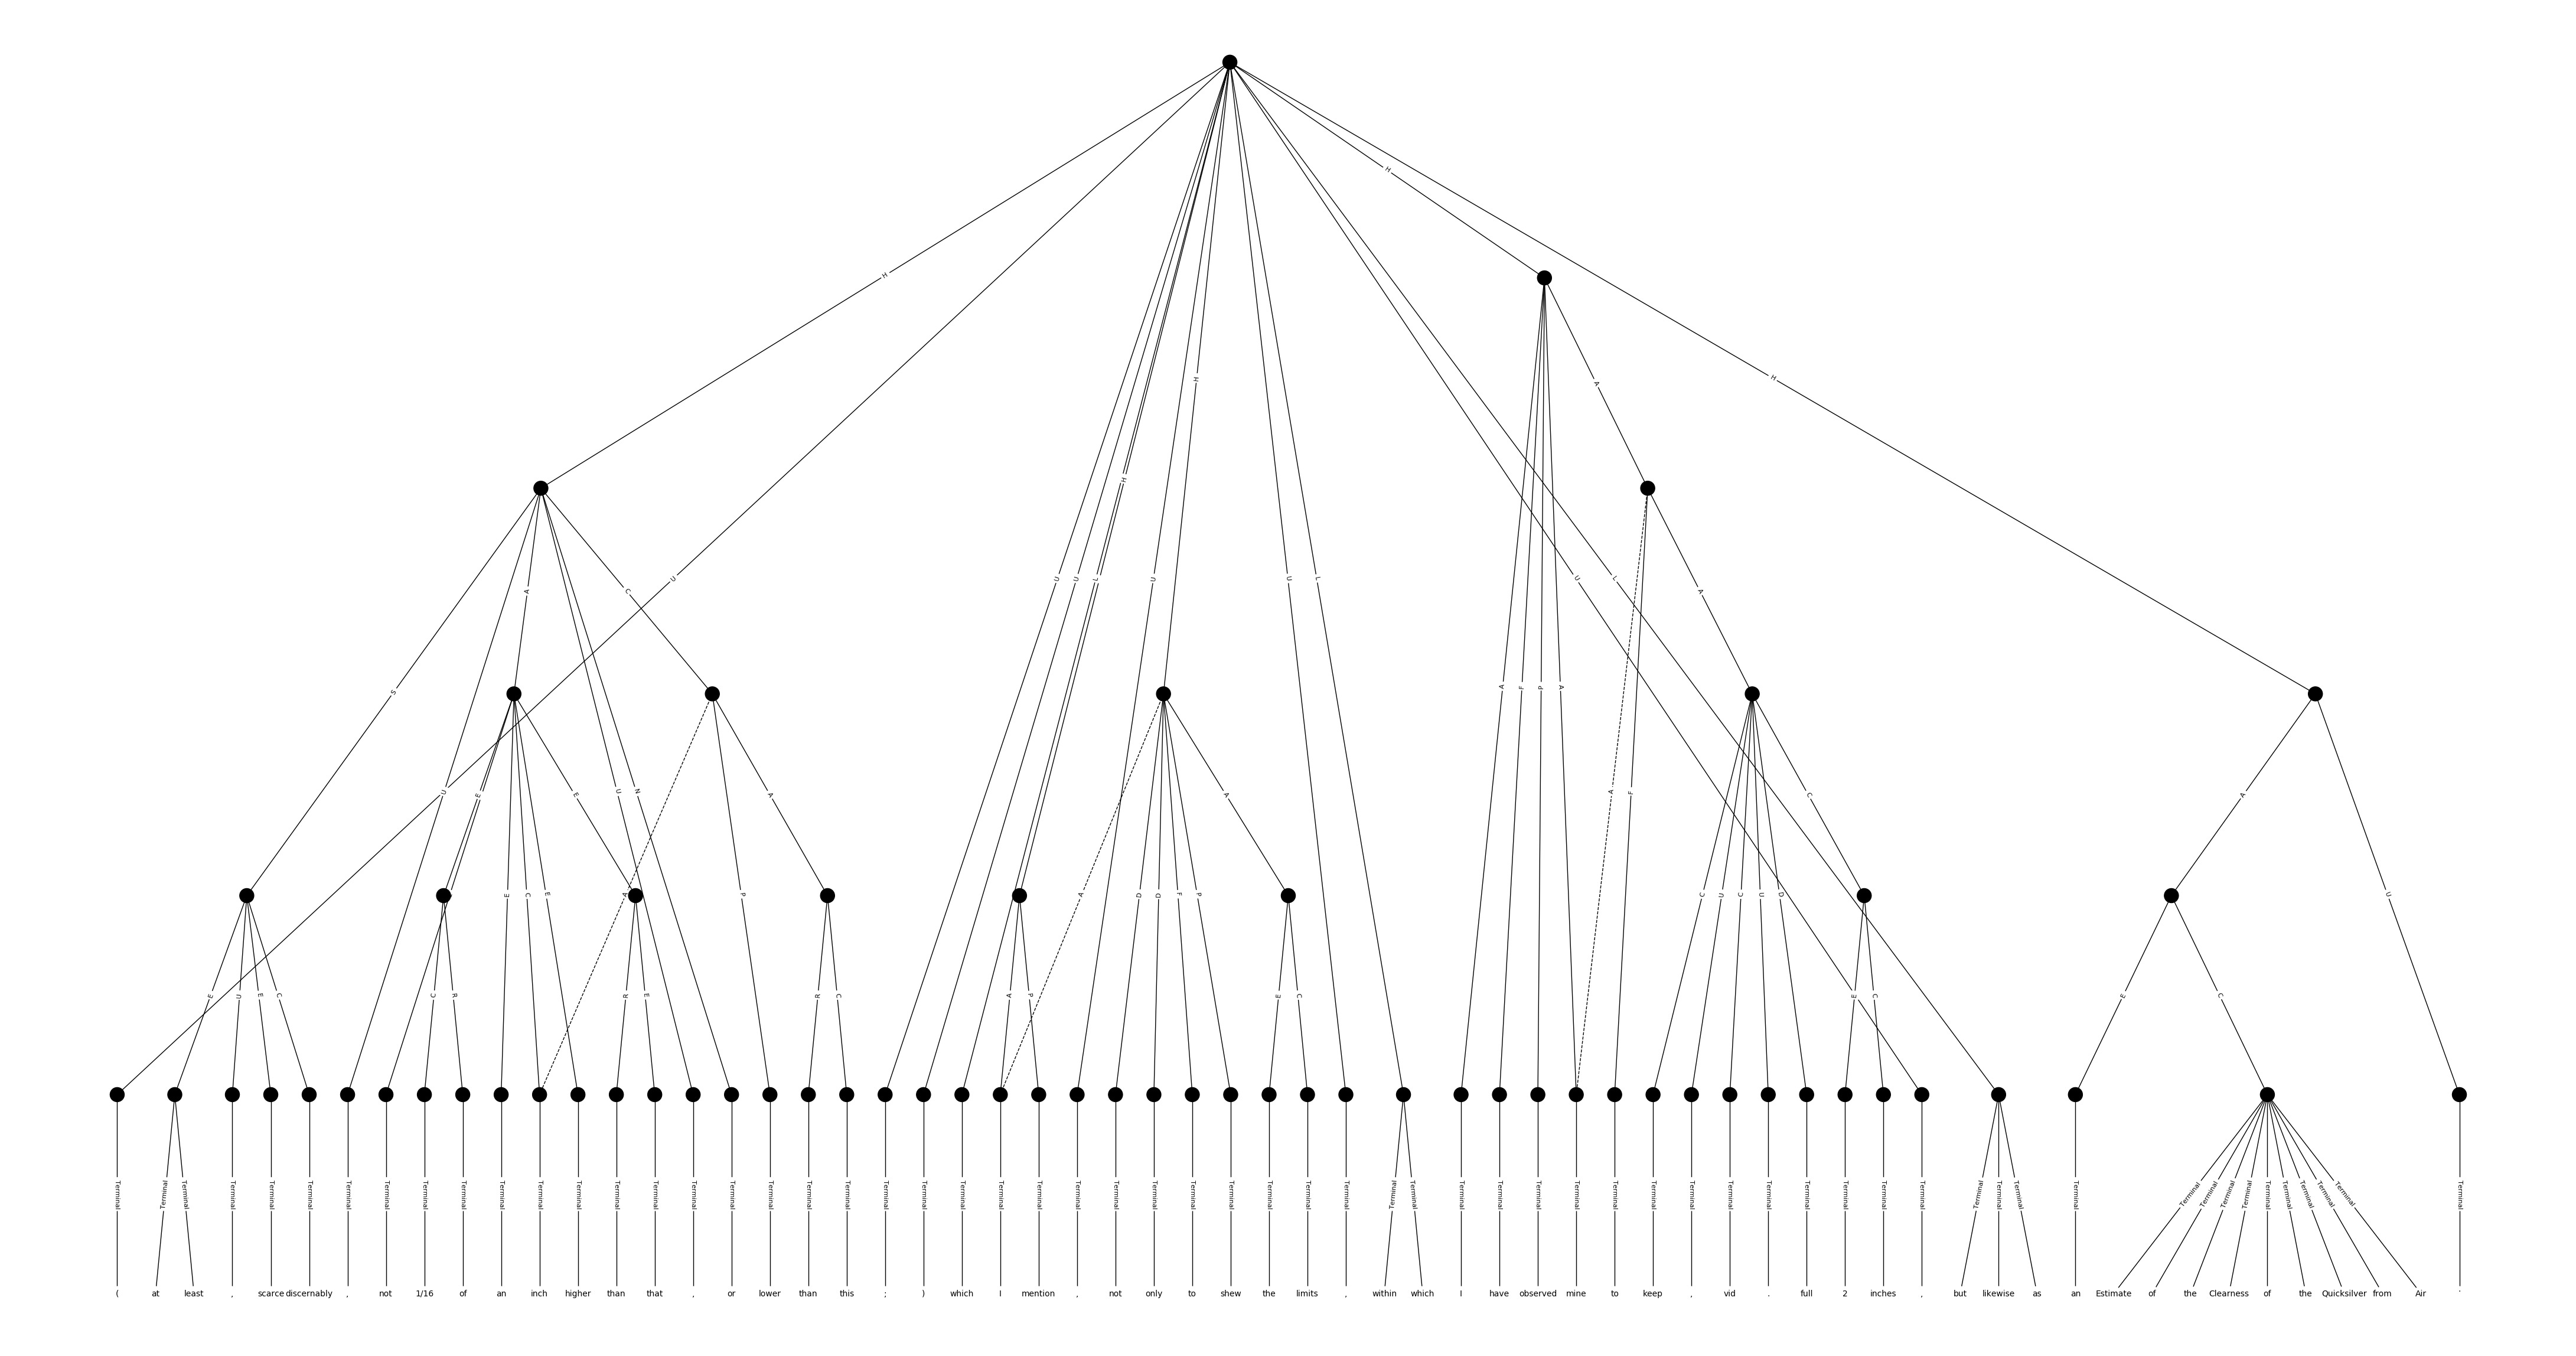 H
H
H
H
A
H
L
U U L U U L U U
S U A C U N A F P A A F A
U E E E A P A A C U C U D C A U
E C E A D D F P
E U E C C R R E R C A P E C E C E C
Terminal Terminal Terminal Terminal Terminal Terminal Terminal Terminal Terminal Terminal Terminal Terminal Terminal Terminal Terminal Terminal Terminal Terminal Terminal Terminal Terminal Terminal Terminal Terminal Terminal Terminal Terminal Terminal Terminal Terminal Terminal Terminal Terminal Terminal Terminal Terminal Terminal Terminal Terminal Terminal Terminal Terminal Terminal Terminal Terminal Terminal Terminal Terminal Terminal Terminal Terminal Terminal Terminal Terminal Terminal Terminal Terminal Terminal Terminal Terminal Terminal Terminal
( at least , scarce discernably , not 1/16 of an inch higher than that , or lower than this ; ) which I mention , not only to shew the limits , within which I have observed mine to keep , vid . full 2 inches , but likewise as an Estimate of the Clearness of the Quicksilver from Air .